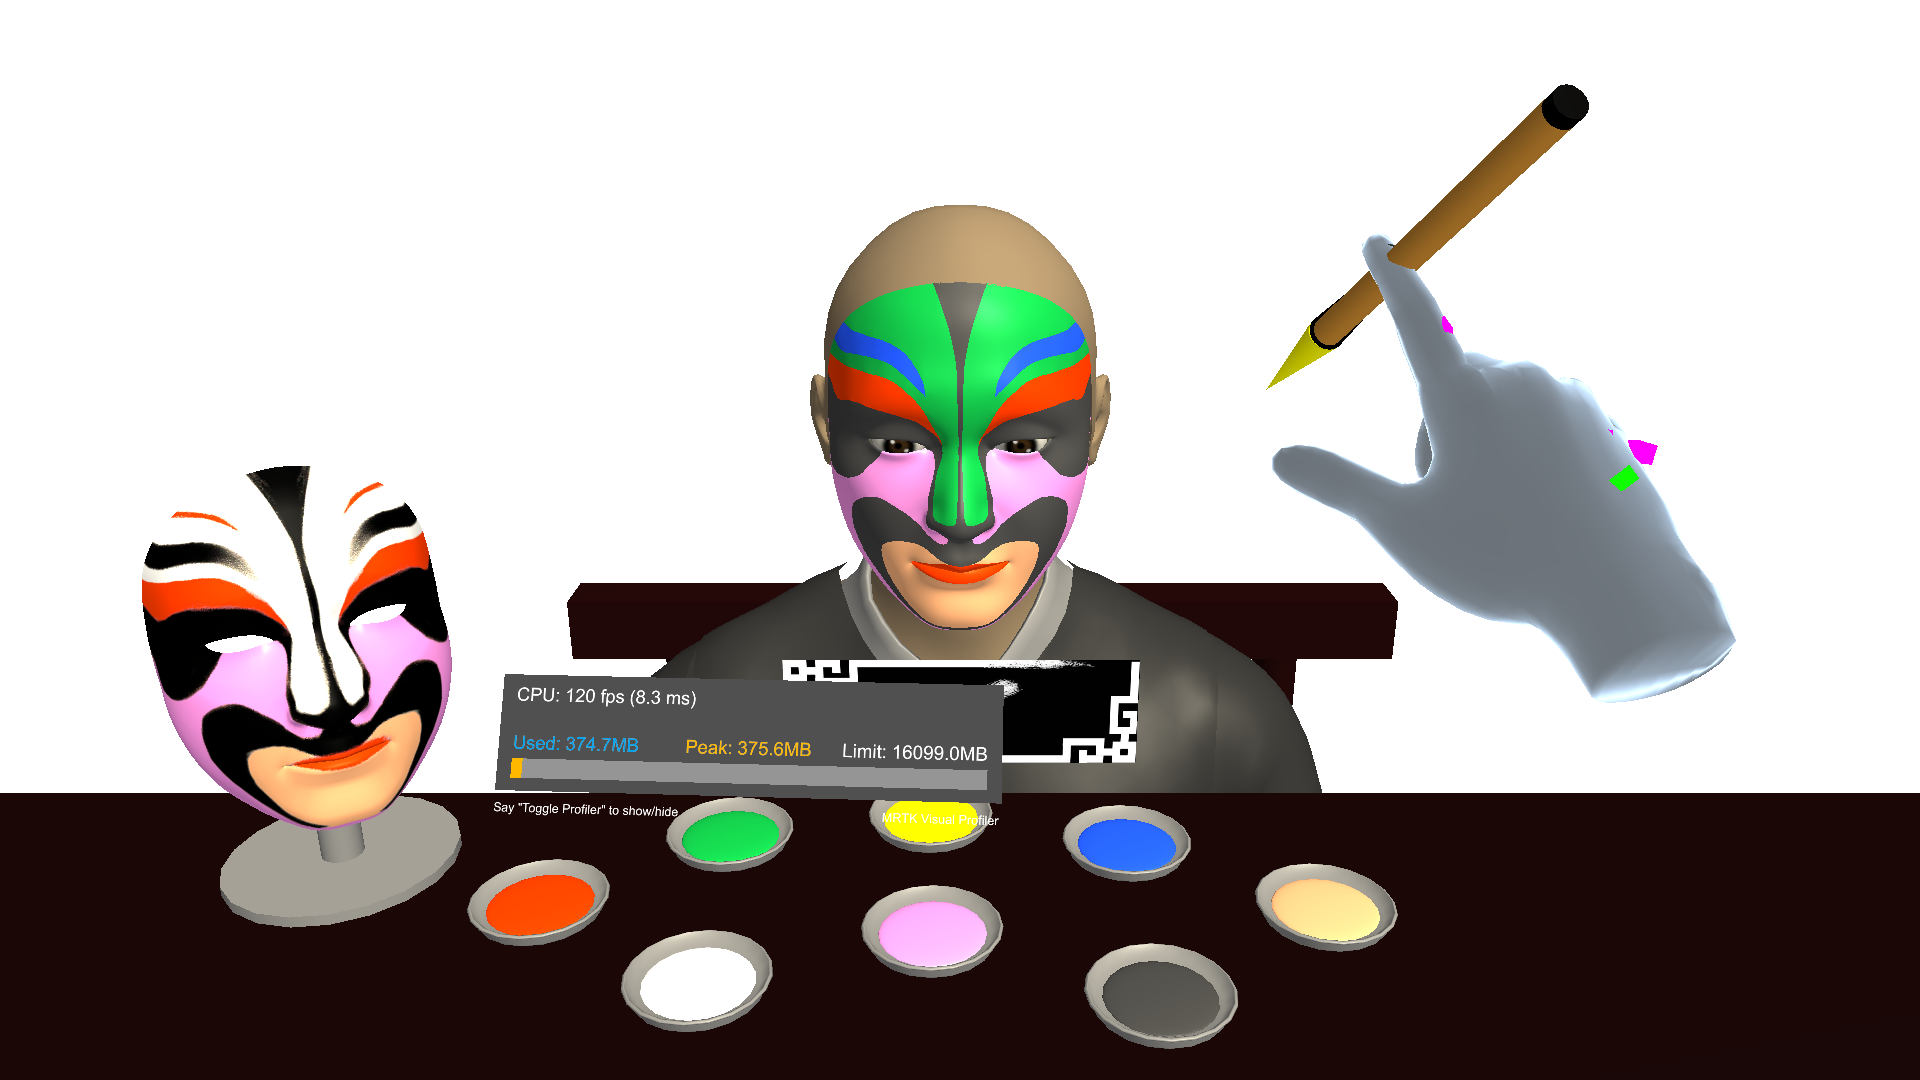 CPU: 120 fps (8.3 ms)
Used: 374.7MB Peak: 375.6MB Limit: 16099.0MB
Say "Toggle Profiler" to show/hide
MRTK Visual Profiler